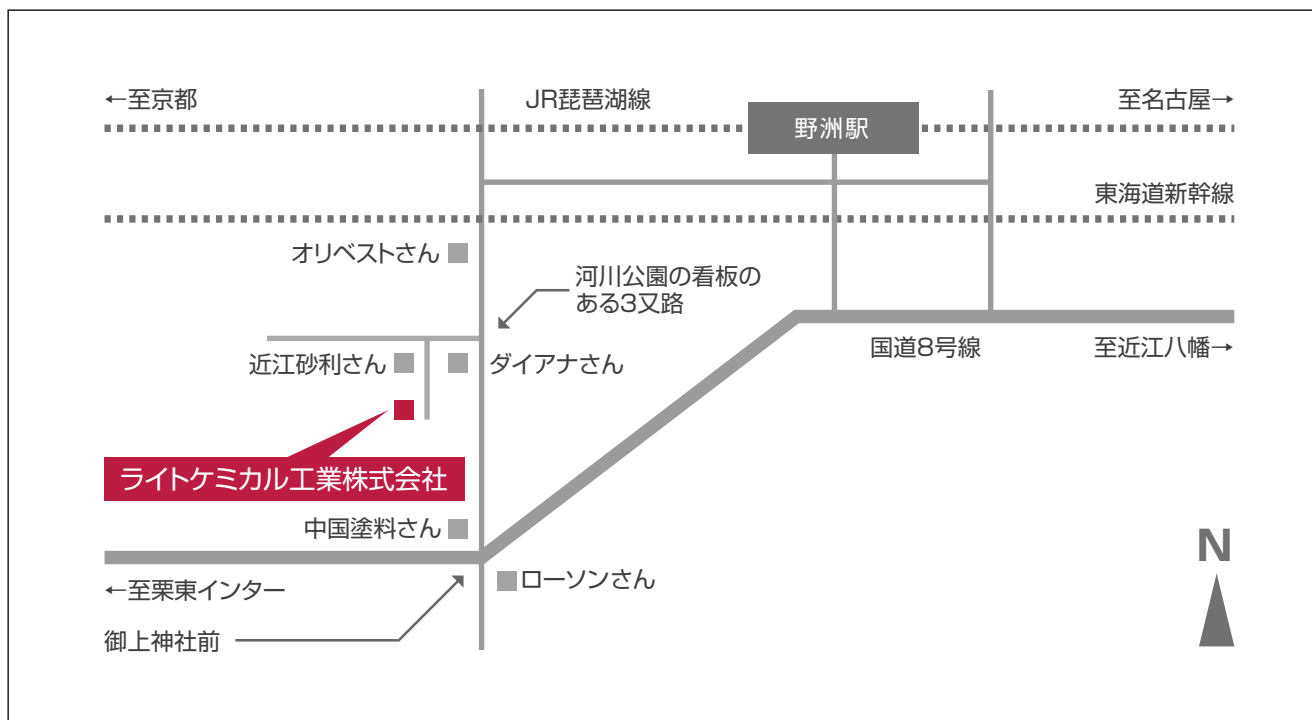 ←至京都
JR琵琶湖線
至名古屋→
野洲駅
東海道新幹線
オリベストさん
河川公園の看板の
ある3又路
国道8号線
至近江八幡→
近江砂利さん
ダイアナさん
ライトケミカル工業株式会社
中国塗料さん
←至栗東インター
ローソンさん
御上神社前
N